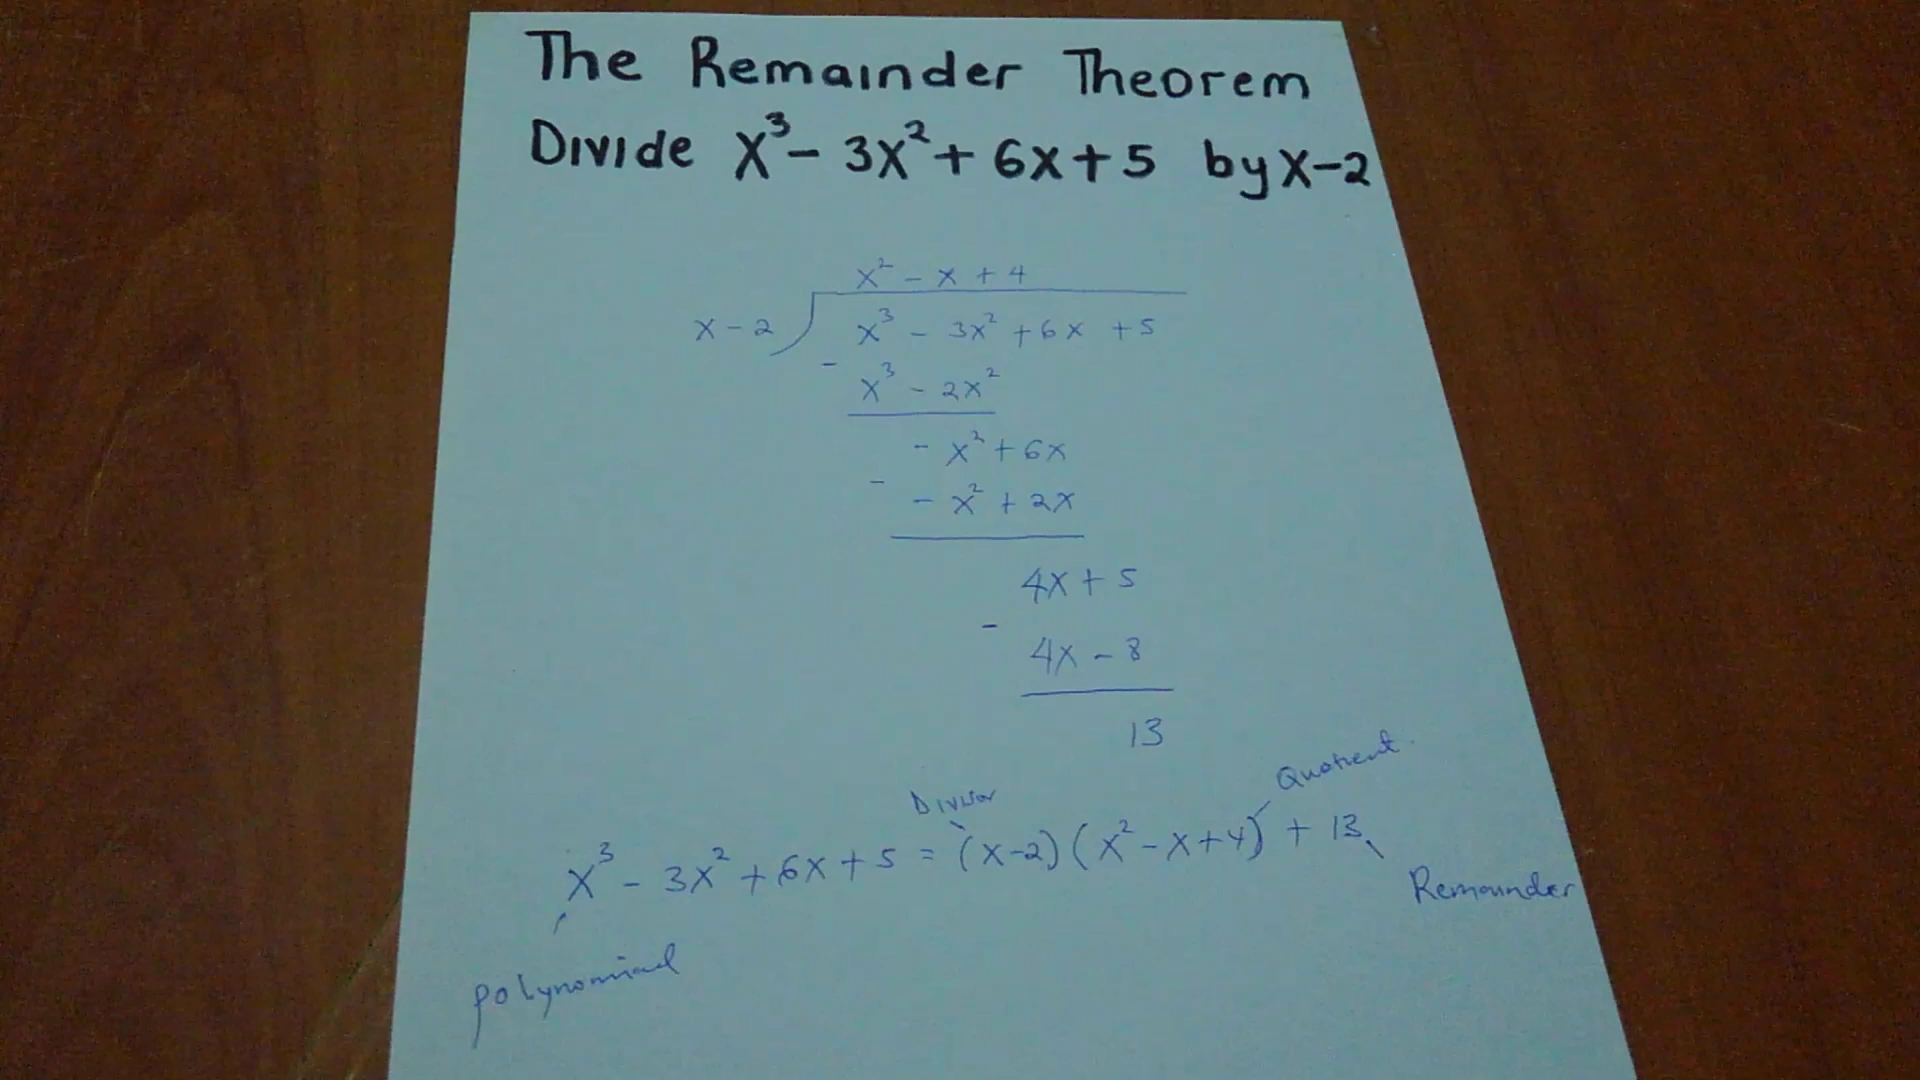 The Remainder Theorem
Divide x³ - 3x² + 6x + 5 by x-2
x² - x + 4
x - 2 x³ - 3x² + 6x + 5
- x³ - 2x²
- x² + 6x
- - x² + 2x
4x + 5
- 4x - 8
13
Divisor Quotient.
x³ - 3x² + 6x + 5 = (x-2) (x² - x + 4) + 13
Remainder
polynomial